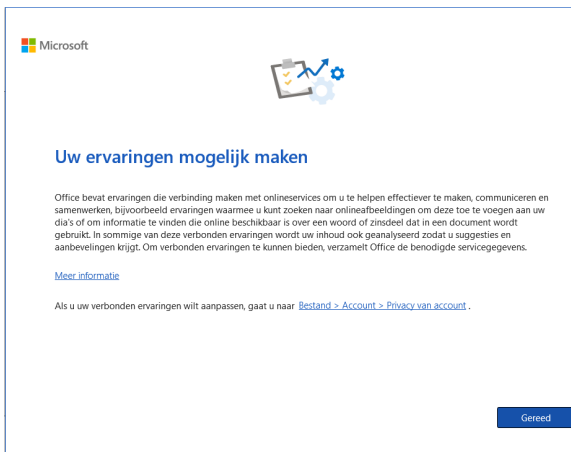 Microsoft
Uw ervaringen mogelijk maken
Office bevat ervaringen die verbinding maken met onlineservices om u te helpen effectiever te maken, communiceren en
samenwerken, bijvoorbeeld ervaringen waarmee u kunt zoeken naar onlineafbeeldingen om deze toe te voegen aan uw
dia's of om informatie te vinden die online beschikbaar is over een woord of zinsdeel dat in een document wordt
gebruikt. In sommige van deze verbonden ervaringen wordt uw inhoud ook geanalyseerd zodat u suggesties en
aanbevelingen krijgt. Om verbonden ervaringen te kunnen bieden, verzamelt Office de benodigde servicegegevens.
Meer informatie
Als u uw verbonden ervaringen wilt aanpassen, gaat u naar Bestand > Account > Privacy van account .
Gereed